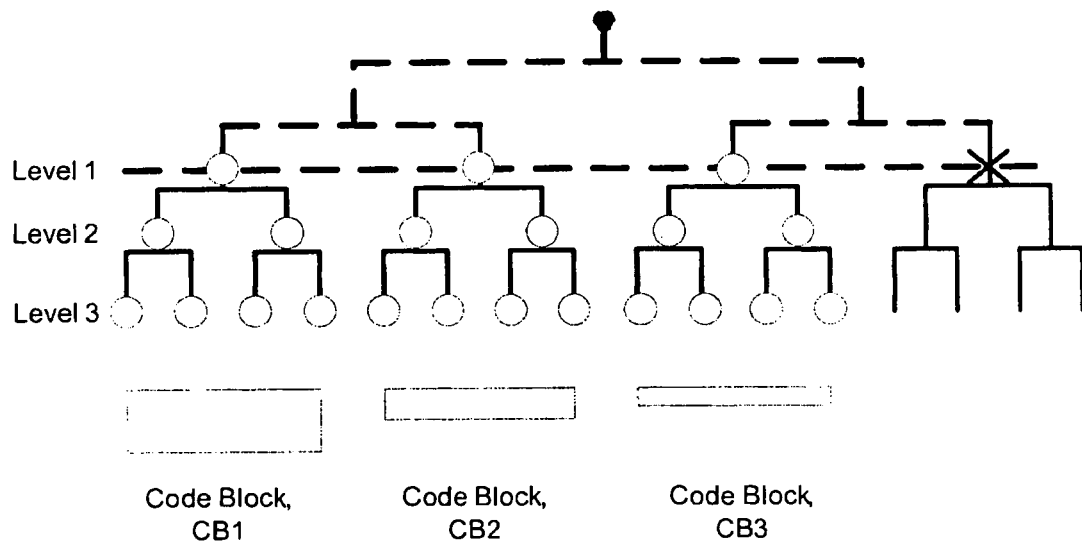 Level 1
Level 2
Level 3
Code Block,
CB1
Code Block,
CB2
Code Block,
CB3